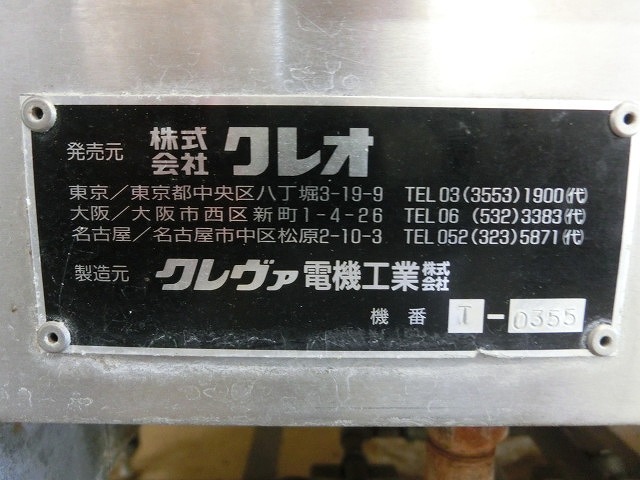 発売元 株式会社 クレオ
東京／東京都中央区八丁堀3-19-9 TEL 03(3553)1900(代)
大阪／大阪市西区新町1-4-26 TEL 06 (532)3383(代)
名古屋／名古屋市中区松原2-10-3 TEL 052(323)5871(代)
製造元 クレヴァ電機工業株式会社
機番 I-0355